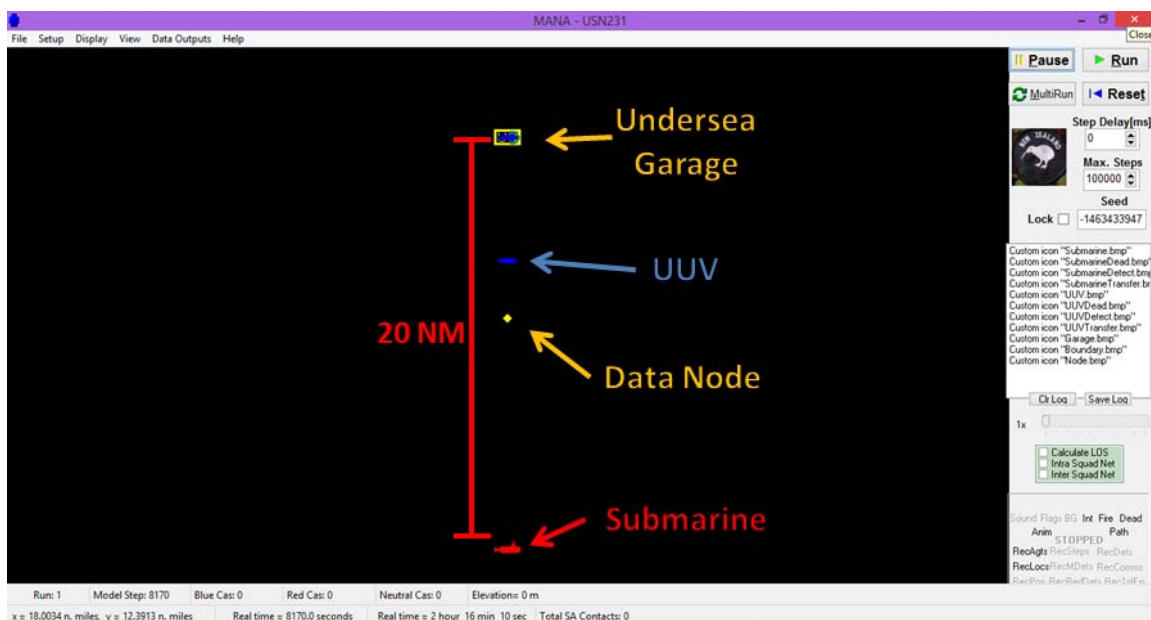 MANA - USN231
File Setup Display View Data Outputs Help
Close
Pause Run
MultiRun Reset
Step Delay[ms]
0
NEW ZEALAND
Max. Steps
100000
Seed
Lock -1463433947
Undersea
Garage
UUV
20 NM
Data Node
Submarine
Custom icon "Submarine.bmp"
Custom icon "SubmarineDead.bmp"
Custom icon "SubmarineDetect.bmp
Custom icon "SubmarineTransfer.br
Custom icon "UUV.bmp"
Custom icon "UUVDead.bmp"
Custom icon "UUVDetect.bmp"
Custom icon "UUVTransfer.bmp"
Custom icon "Garage.bmp"
Custom icon "Boundary.bmp"
Custom icon "Node.bmp"
Clr Log Save Log
1x
Calculate LOS
Intra Squad Net
Inter Squad Net
Sound Flags BG Int Fire Dead
Anim Path
STOPPED
RecAgts RecSteps RecDets
RecLocs RecMDets RecComms
Run: 1 Model Step: 8170 Blue Cas: 0 Red Cas: 0 Neutral Cas: 0 Elevation= 0 m
x = 18.0034 n. miles, y = 12.3913 n. miles Real time = 8170.0 seconds Real time = 2 hour 16 min 10 sec Total SA Contacts: 0